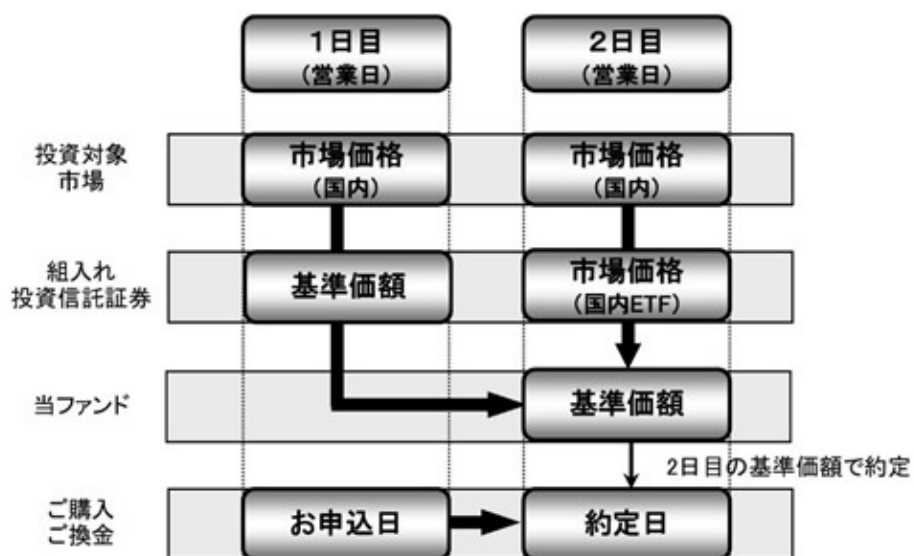 1日目
(営業日)
2日目
(営業日)
投資対象
市場
市場価格
(国内)
市場価格
(国内)
組入れ
投資信託証券
基準価額
市場価格
(国内ETF)
当ファンド
基準価額
2日目の基準価額で約定
ご購入
ご換金
お申込日
約定日